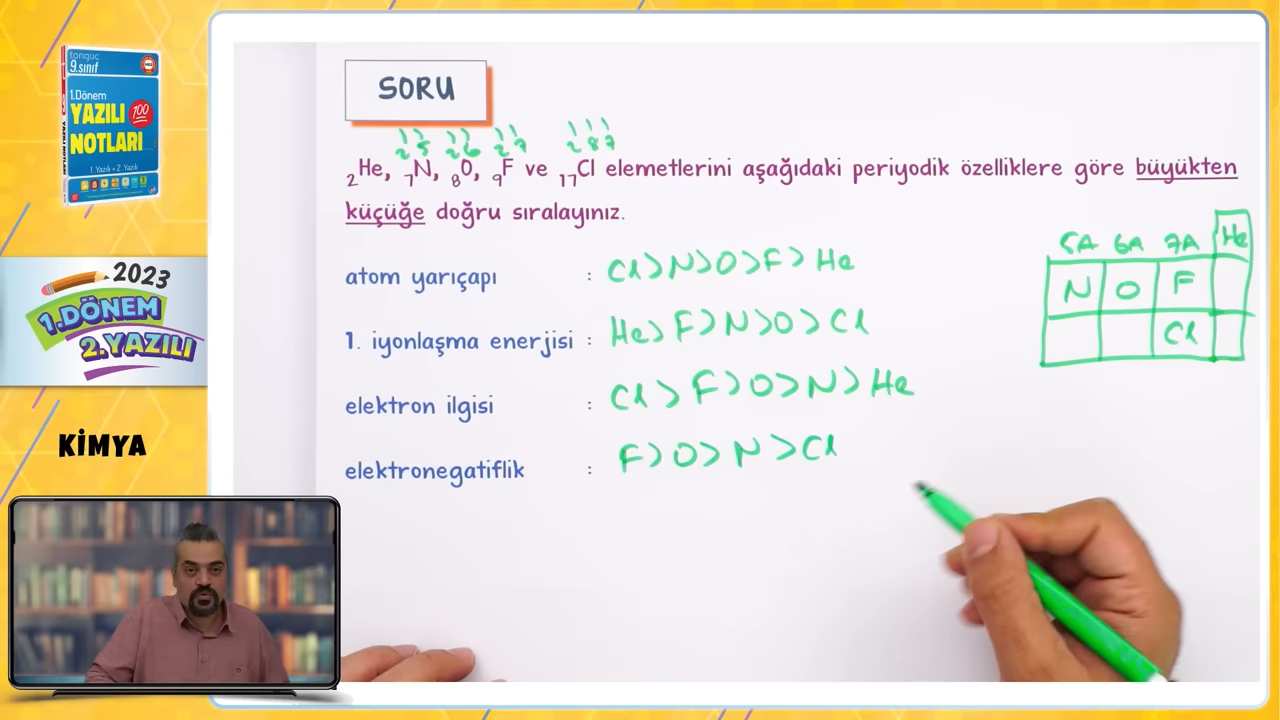 tonguç
9.sınıf
1.Dönem
YAZILI
100
NOTLARI
YAZILI NOTLARI
1.Yazılı + 2.Yazılı
2023
1.DÖNEM
2.YAZILI
KİMYA
SORU
2 5 2 6 2 7 2 8 7
₂He, ₇N, ₈O, ₉F ve ₁₇Cl elemetlerini aşağıdaki periyodik özelliklere göre büyükten
küçüğe doğru sıralayınız.
atom yarıçapı : Cl>N>O>F>He
1. iyonlaşma enerjisi : He>F>N>O>Cl
elektron ilgisi : Cl>F>O>N>He
elektronegatiflik : F>O>N>Cl
5A 6A 7A He
N O F
Cl